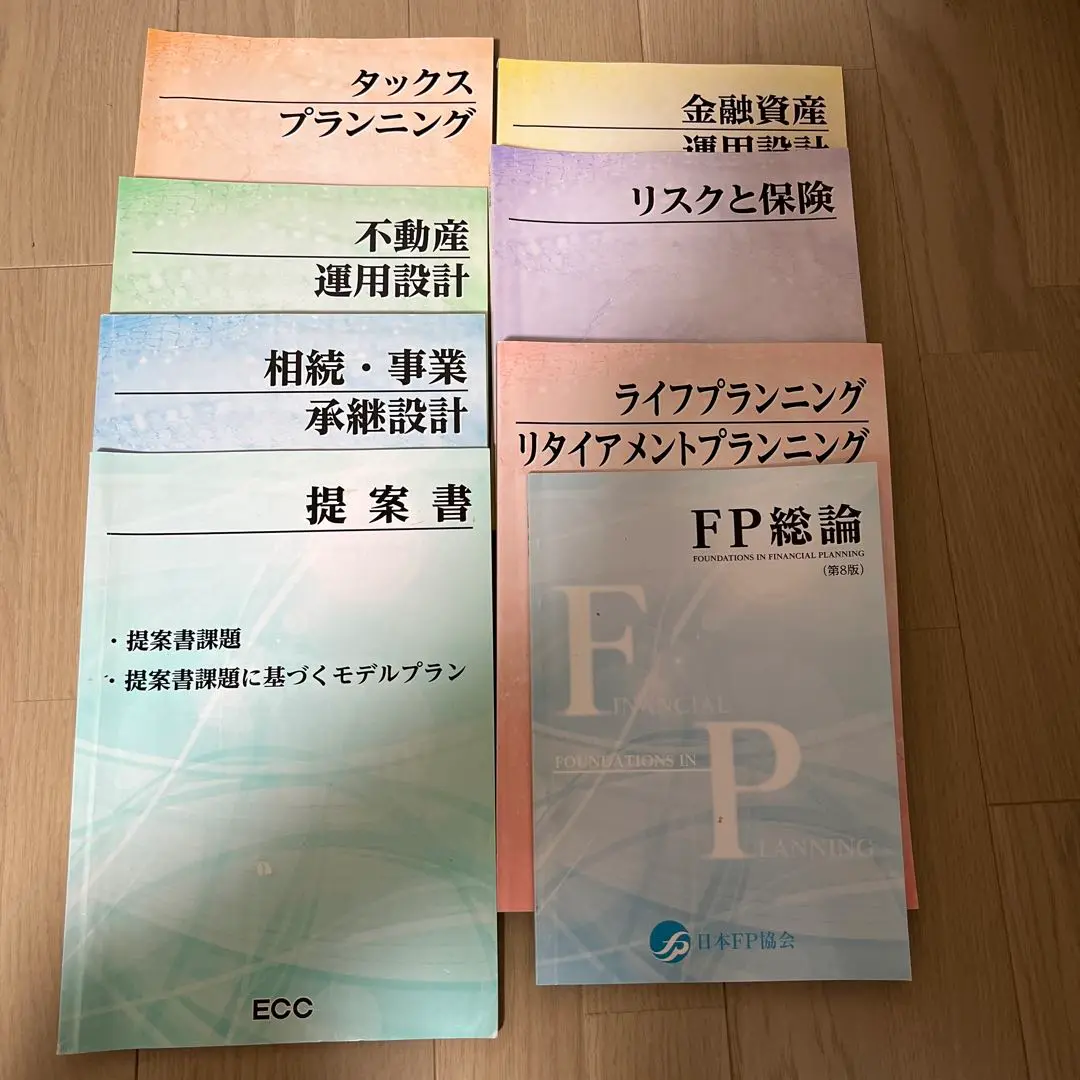 タックス
プランニング
金融資産
運用設計
リスクと保険
不動産
運用設計
相続・事業
承継設計
ライフプランニング
リタイアメントプランニング
提案書
・提案書課題
・提案書課題に基づくモデルプラン
ECC
FP総論
FOUNDATIONS IN FINANCIAL PLANNING
(第8版)
FINANCIAL
FOUNDATIONS IN
PLANNING
日本FP協会